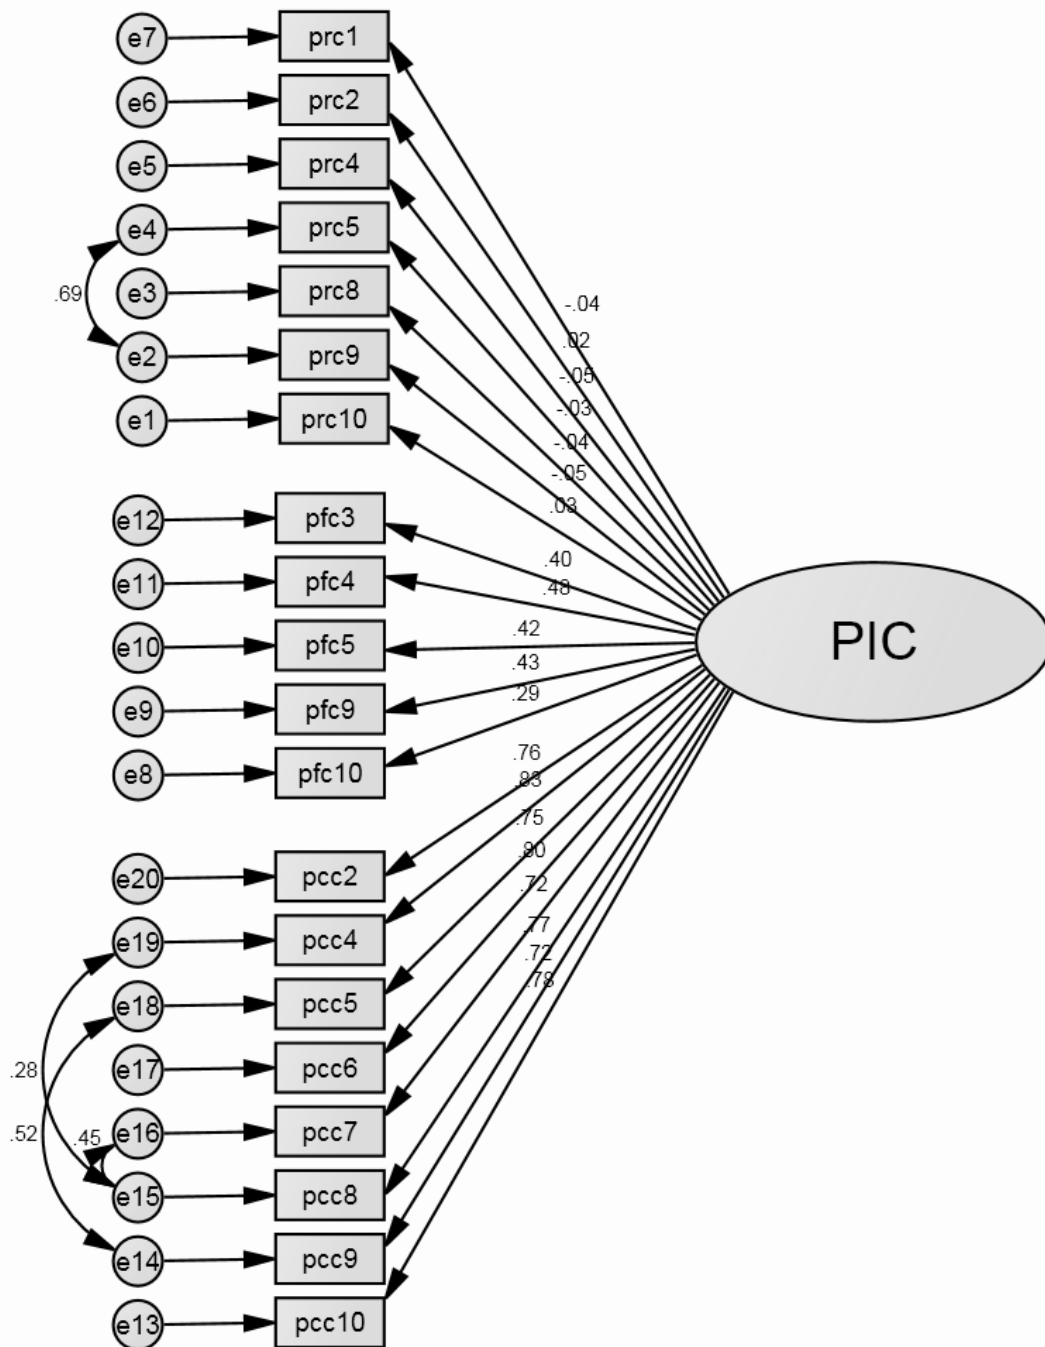 e7 prc1
e6 prc2
e5 prc4
e4 prc5
.69 e3 prc8
e2 prc9
e1 prc10
-.04
.02
-.05
-.03
-.04
-.05
.03
e12 pfc3
e11 pfc4
e10 pfc5
e9 pfc9
e8 pfc10
.40
.48
.42
.43
.29
PIC
e20 pcc2
e19 pcc4
e18 pcc5
.28 e17 pcc6
.52 .45 e16 pcc7
e15 pcc8
e14 pcc9
e13 pcc10
.76
.83
.75
.80
.72
.77
.72
.78